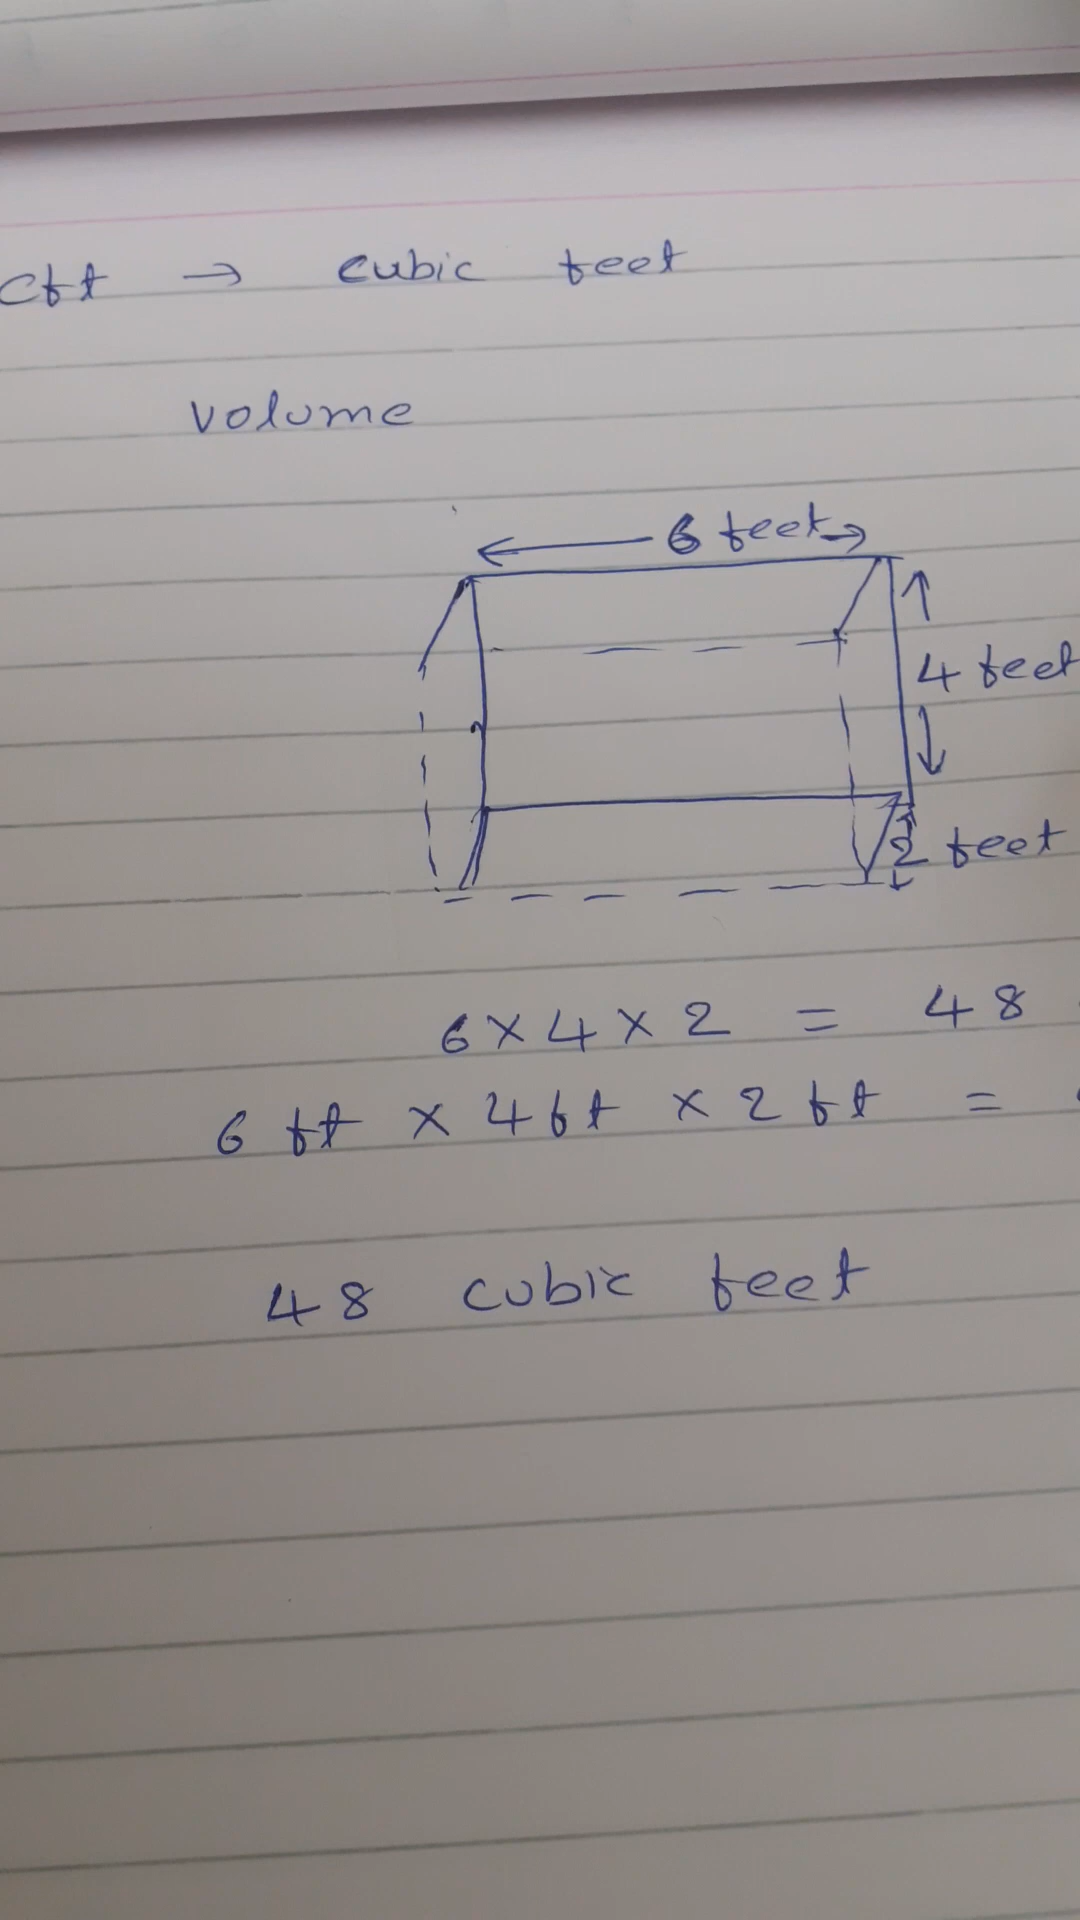 cft → cubic feet
volume
6 feet
4 feet
2 feet
6 × 4 × 2 = 48
6 ft × 4 ft × 2 ft =
48 cubic feet